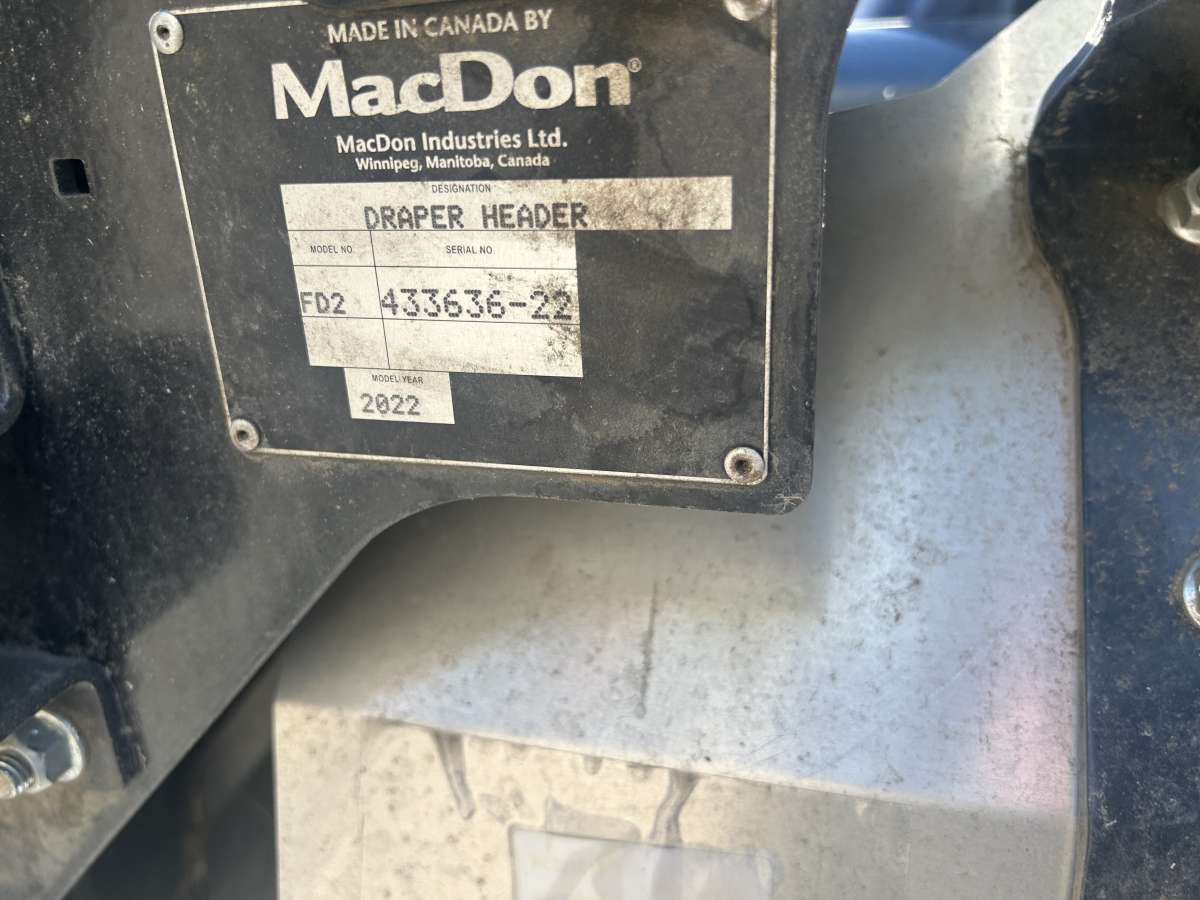 MADE IN CANADA BY
MacDon®
MacDon Industries Ltd.
Winnipeg, Manitoba, Canada
DESIGNATION
DRAPER HEADER
MODEL NO. SERIAL NO.
FD2 433636-22
MODEL YEAR
2022